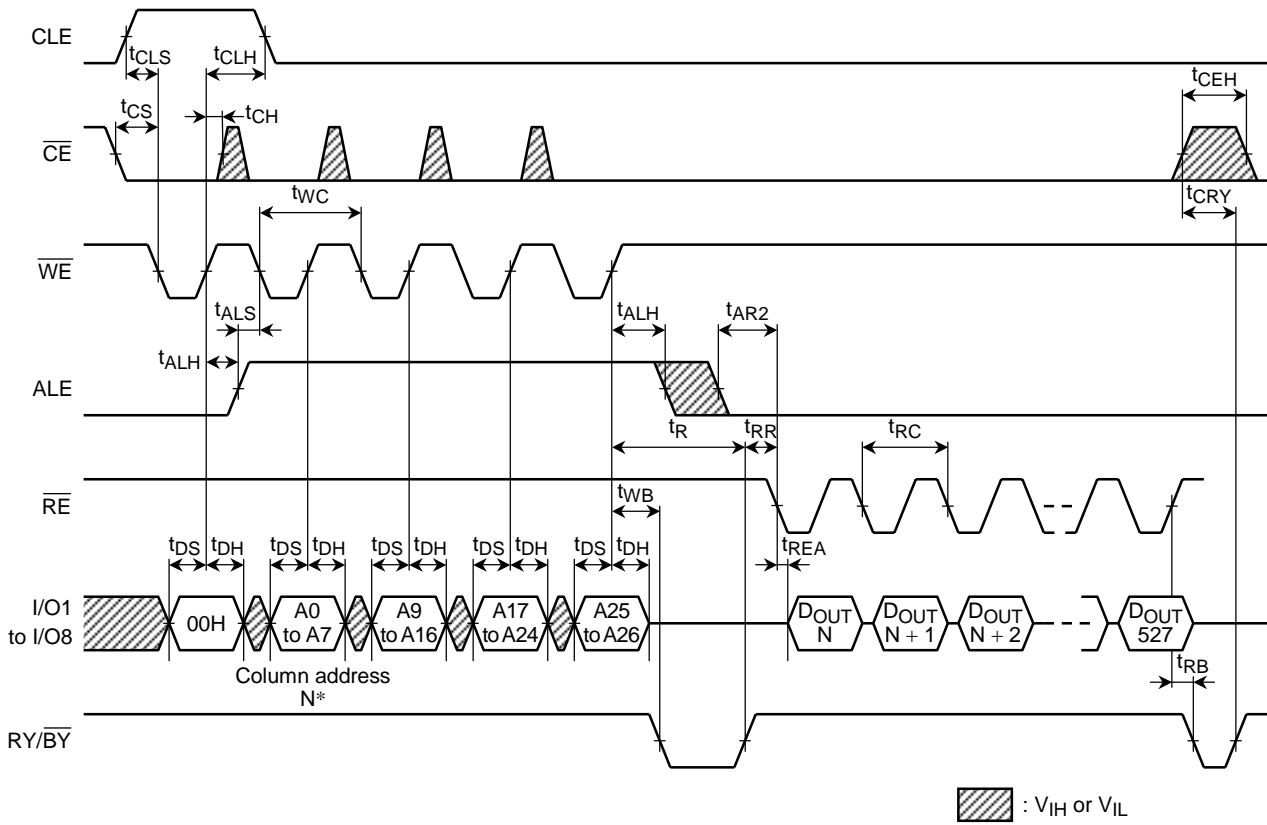 CLE
tCLS
tCLH
tCEH
tCS
tCH
CE
tWC
tCRY
WE
tALS
tALH
tAR2
tALH
ALE
tR
tRR
tRC
RE
tWB
tDS
tDH
tDS
tDH
tDS
tDH
tDS
tDH
tDS
tDH
tREA
I/O1
to I/O8
00H
A0
to A7
A9
to A16
A17
to A24
A25
to A26
DOUT
N
DOUT
N + 1
DOUT
N + 2
DOUT
527
Column address
N*
tRB
RY/BY
: VIH or VIL